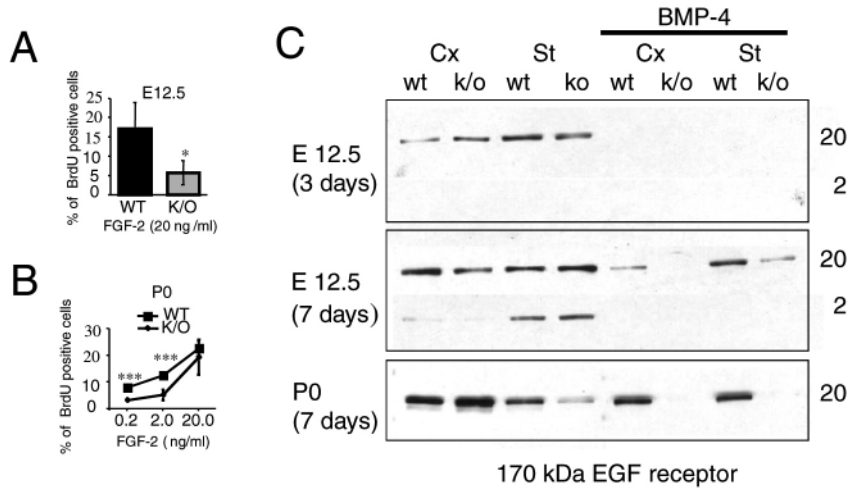 A
E12.5
% of BrdU positive cells
25
20
15
10
5
0
*
WT K/O
FGF-2 (20 ng/ml)
B
P0
WT
K/O
% of BrdU positive cells
30
20
10
0
*** ***
0.2 2.0 20.0
FGF-2 ( ng/ml)
C
BMP-4
Cx St Cx St
wt k/o wt ko wt k/o wt k/o
E 12.5
(3 days)
20
2
E 12.5
(7 days)
20
2
P0
(7 days)
20
170 kDa EGF receptor